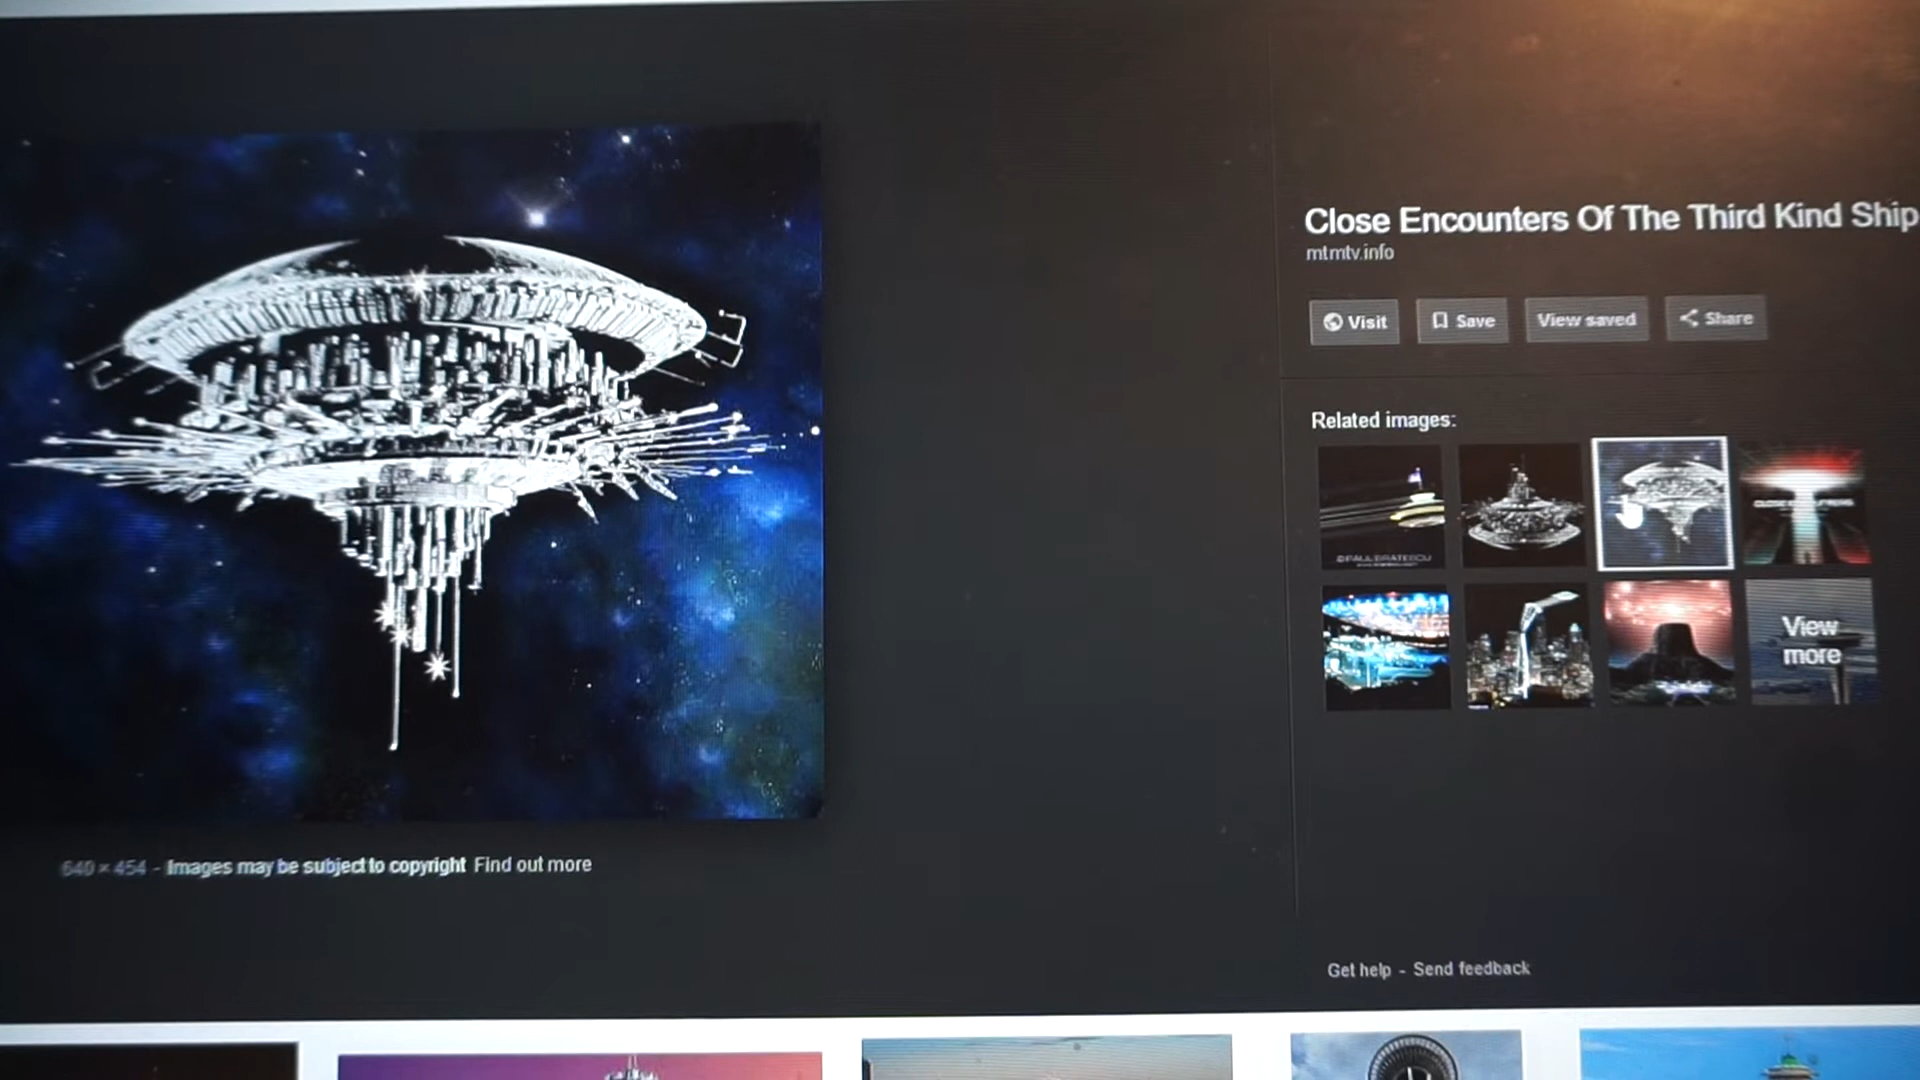 Close Encounters Of The Third Kind Ship
mtmtv.info
Visit
Save
View saved
Share
Related images:
View
more
640 × 454 - Images may be subject to copyright Find out more
Get help - Send feedback